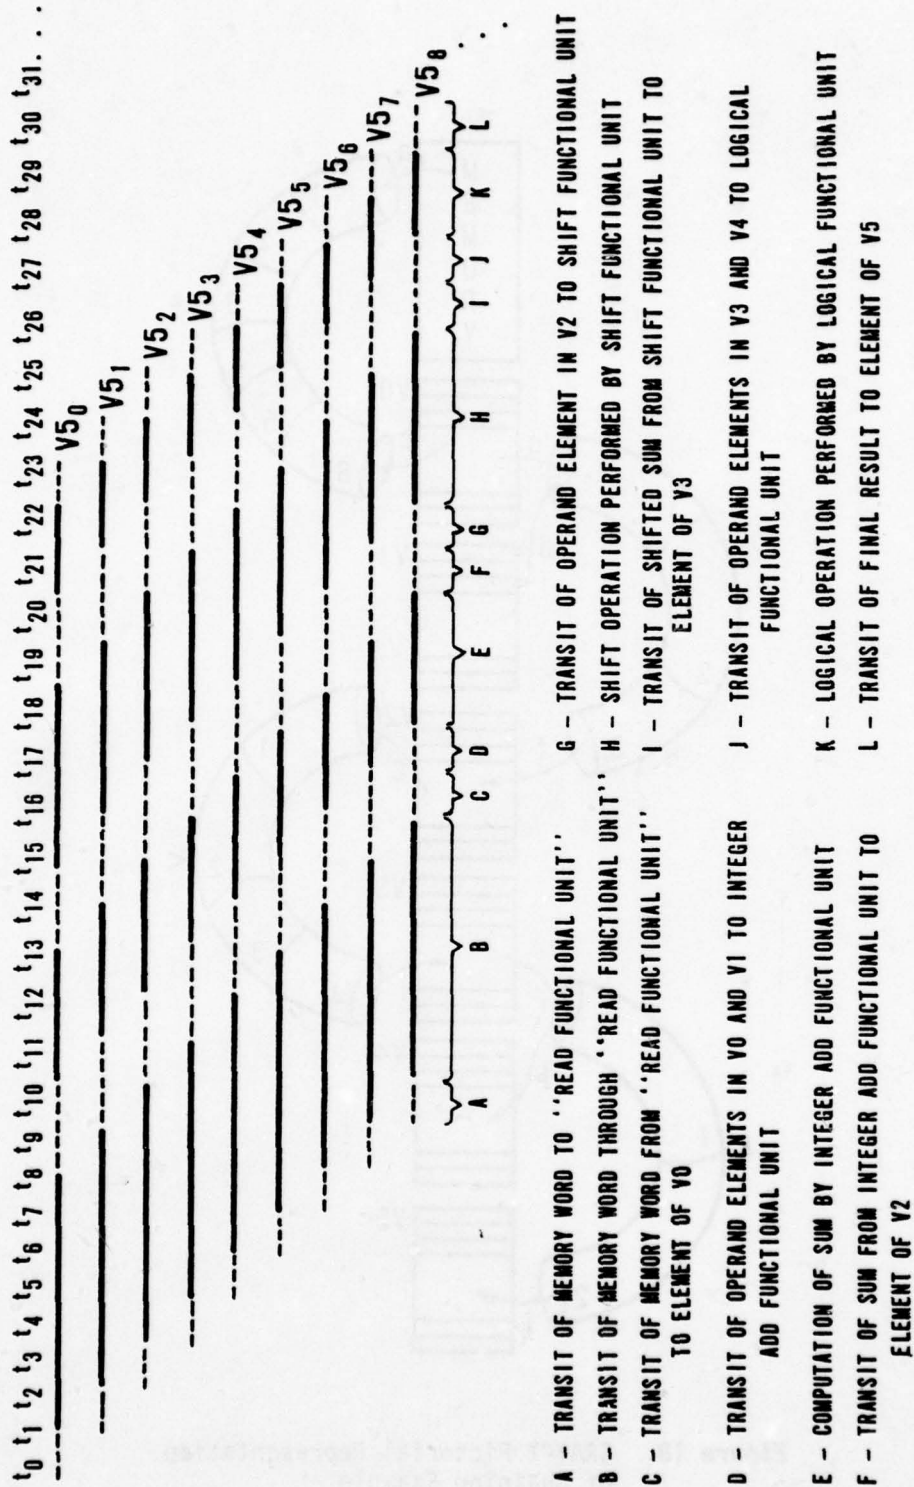 t0 t1 t2 t3 t4 t5 t6 t7 t8 t9 t10 t11 t12 t13 t14 t15 t16 t17 t18 t19 t20 t21 t22 t23 t24 t25 t26 t27 t28 t29 t30 t31. . .
V50
V51
V52
V53
V54
V55
V56
V57
V58
. . .
A B C D E F G H I J K L
A - TRANSIT OF MEMORY WORD TO ''READ FUNCTIONAL UNIT''
B - TRANSIT OF MEMORY WORD THROUGH ''READ FUNCTIONAL UNIT'
C - TRANSIT OF MEMORY WORD FROM ''READ FUNCTIONAL UNIT''
TO ELEMENT OF V0
D - TRANSIT OF OPERAND ELEMENTS IN V0 AND V1 TO INTEGER
ADD FUNCTIONAL UNIT
E - COMPUTATION OF SUM BY INTEGER ADD FUNCTIONAL UNIT
F - TRANSIT OF SUM FROM INTEGER ADD FUNCTIONAL UNIT TO
ELEMENT OF V2
G - TRANSIT OF OPERAND ELEMENT IN V2 TO SHIFT FUNCTIONAL UNIT
H - SHIFT OPERATION PERFORMED BY SHIFT FUNCTIONAL UNIT
I - TRANSIT OF SHIFTED SUM FROM SHIFT FUNCTIONAL UNIT TO
ELEMENT OF V3
J - TRANSIT OF OPERAND ELEMENTS IN V3 AND V4 TO LOGICAL
FUNCTIONAL UNIT
K - LOGICAL OPERATION PERFORMED BY LOGICAL FUNCTIONAL UNIT
L - TRANSIT OF FINAL RESULT TO ELEMENT OF V5